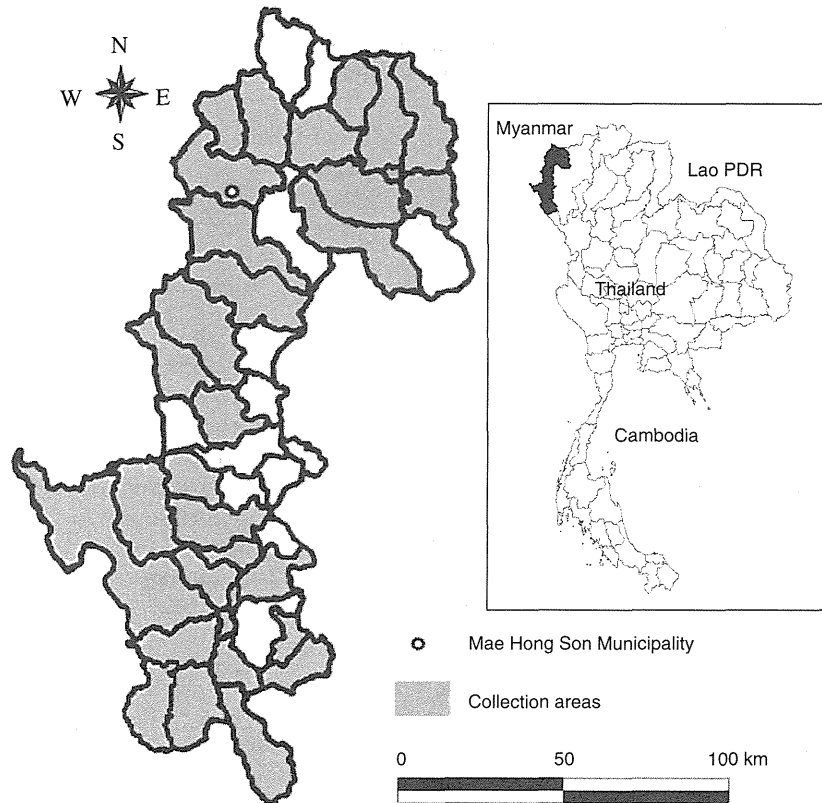 N
W E
S
Myanmar
Lao PDR
Thailand
Cambodia
Mae Hong Son Municipality
Collection areas
0 50 100 km